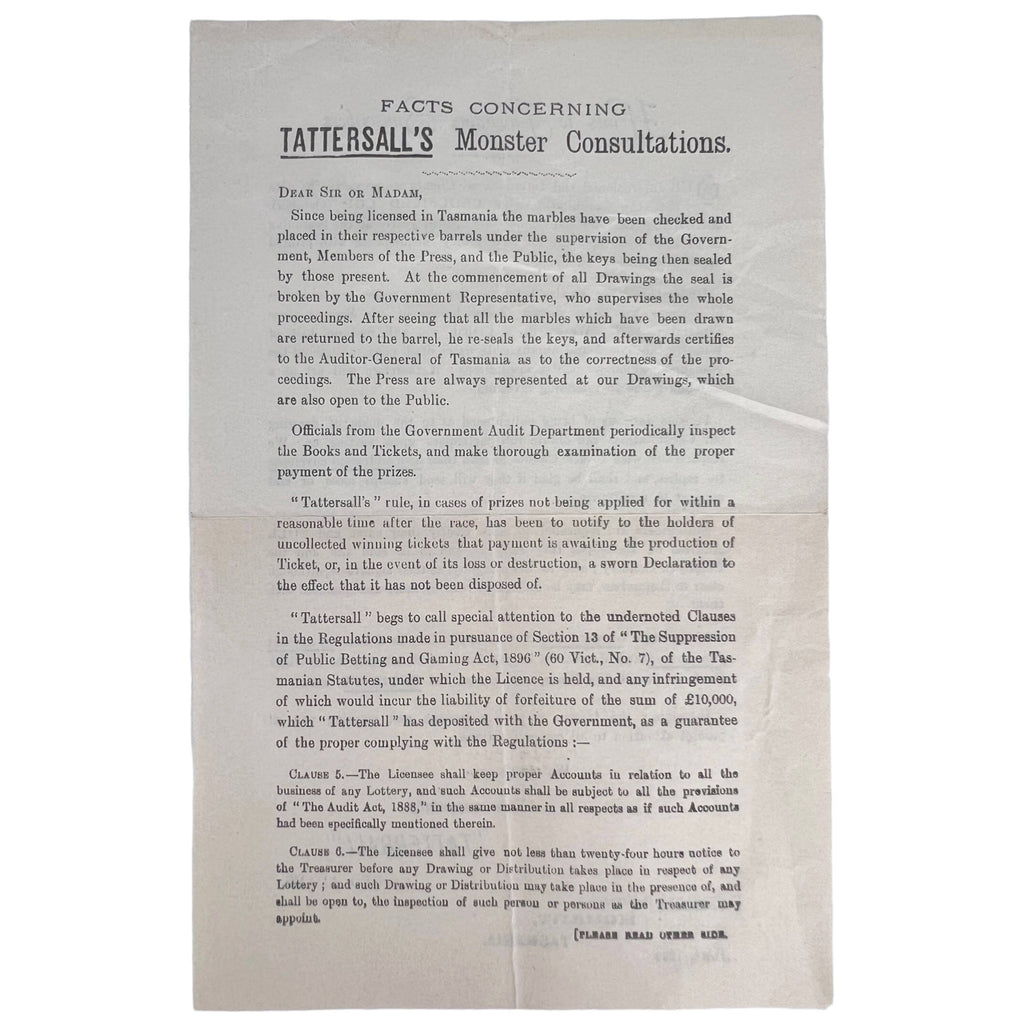 FACTS CONCERNING
TATTERSALL'S Monster Consultations.
DEAR SIR OR MADAM,
Since being licensed in Tasmania the marbles have been checked and
placed in their respective barrels under the supervision of the Govern-
ment, Members of the Press, and the Public, the keys being then sealed
by those present. At the commencement of all Drawings the seal is
broken by the Government Representative, who supervises the whole
proceedings. After seeing that all the marbles which have been drawn
are returned to the barrel, he re-seals the keys, and afterwards certifies
to the Auditor-General of Tasmania as to the correctness of the pro-
ceedings. The Press are always represented at our Drawings, which
are also open to the Public.
Officials from the Government Audit Department periodically inspect
the Books and Tickets, and make thorough examination of the proper
payment of the prizes.
"Tattersall's" rule, in cases of prizes not being applied for within a
reasonable time after the race, has been to notify to the holders of
uncollected winning tickets that payment is awaiting the production of
Ticket, or, in the event of its loss or destruction, a sworn Declaration to
the effect that it has not been disposed of.
"Tattersall" begs to call special attention to the undernoted Clauses
in the Regulations made in pursuance of Section 13 of "The Suppression
of Public Betting and Gaming Act, 1896" (60 Vict., No. 7), of the Tas-
manian Statutes, under which the Licence is held, and any infringement
of which would incur the liability of forfeiture of the sum of £10,000,
which "Tattersall" has deposited with the Government, as a guarantee
of the proper complying with the Regulations :—
CLAUSE 5.—The Licensee shall keep proper Accounts in relation to all the
business of any Lottery, and such Accounts shall be subject to all the provisions
of "The Audit Act, 1888," in the same manner in all respects as if such Accounts
had been specifically mentioned therein.
CLAUSE 6.—The Licensee shall give not less than twenty-four hours notice to
the Treasurer before any Drawing or Distribution takes place in respect of any
Lottery ; and such Drawing or Distribution may take place in the presence of, and
shall be open to, the inspection of such person or persons as the Treasurer may
appoint.
[PLEASE READ OTHER SIDE.